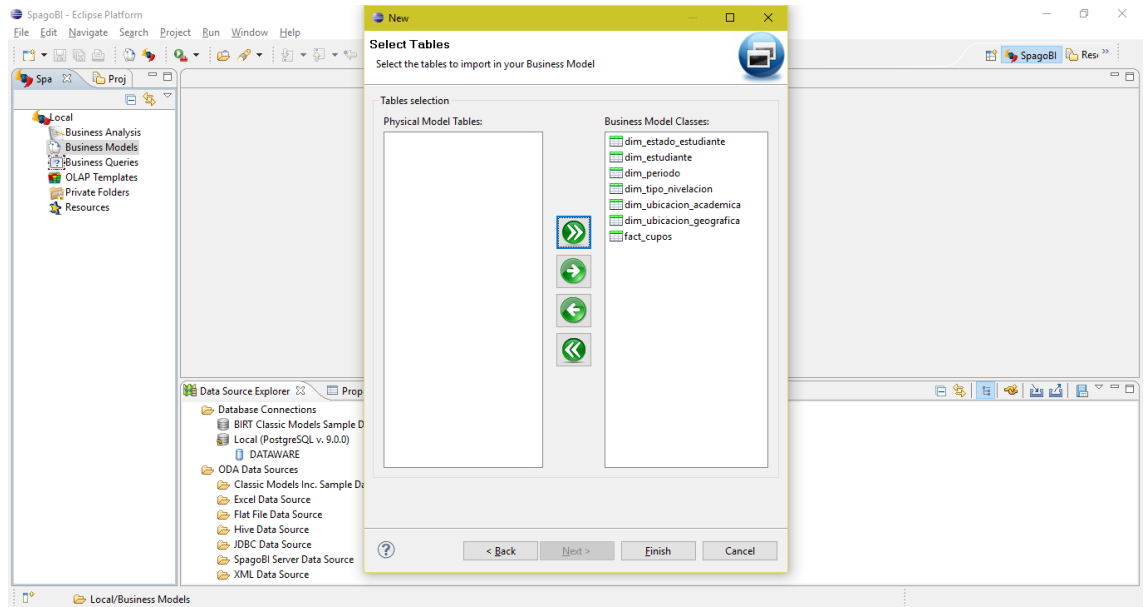 SpagoBI - Eclipse Platform
File Edit Navigate Search Project Run Window Help
SpagoBI
Spa
Proj
Local
Business Analysis
Business Models
Business Queries
OLAP Templates
Private Folders
Resources
New
Select Tables
Select the tables to import in your Business Model
Tables selection
Physical Model Tables:
Business Model Classes:
dim_estado_estudiante
dim_estudiante
dim_periodo
dim_tipo_nivelacion
dim_ubicacion_academica
dim_ubicacion_geografica
fact_cupos
< Back Next > Finish Cancel
Data Source Explorer
Prop
Database Connections
BIRT Classic Models Sample D
Local (PostgreSQL v. 9.0.0)
DATAWARE
ODA Data Sources
Classic Models Inc. Sample Da
Excel Data Source
Flat File Data Source
Hive Data Source
JDBC Data Source
SpagoBI Server Data Source
XML Data Source
Local/Business Models